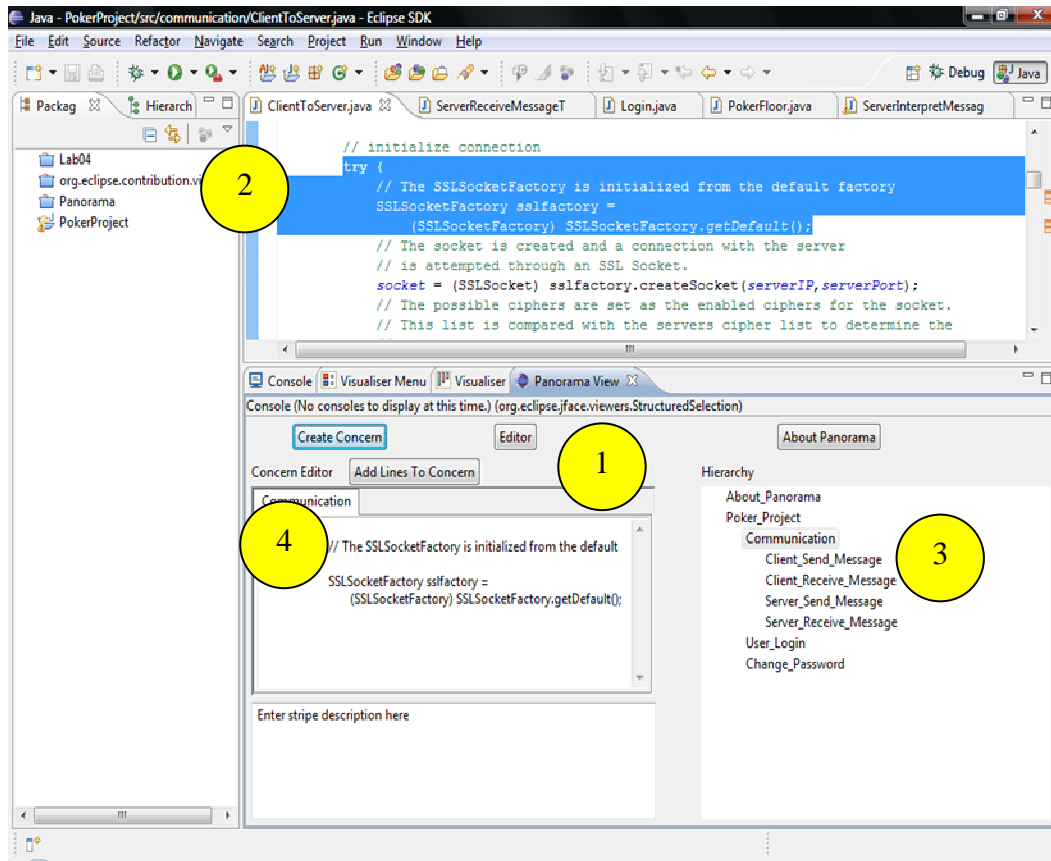 Java - PokerProject/src/communication/ClientToServer.java - Eclipse SDK
File Edit Source Refactor Navigate Search Project Run Window Help
Debug Java
Packag Hierarch
ClientToServer.java ServerReceiveMessageT Login.java PokerFloor.java ServerInterpretMessag
Lab04
org.eclipse.contribution.vi
Panorama
PokerProject
2
// initialize connection
try {
// The SSLSocketFactory is initialized from the default factory
SSLSocketFactory sslfactory =
(SSLSocketFactory) SSLSocketFactory.getDefault();
// The socket is created and a connection with the server
// is attempted through an SSL Socket.
socket = (SSLSocket) sslfactory.createSocket(serverIP,serverPort);
// The possible ciphers are set as the enabled ciphers for the socket.
// This list is compared with the servers cipher list to determine the
Console Visualiser Menu Visualiser Panorama View
Console (No consoles to display at this time.) (org.eclipse.jface.viewers.StructuredSelection)
Create Concern Editor About Panorama
1
Concern Editor Add Lines To Concern
Communication
4
// The SSLSocketFactory is initialized from the default
SSLSocketFactory sslfactory =
(SSLSocketFactory) SSLSocketFactory.getDefault();
Enter stripe description here
Hierarchy
About_Panorama
Poker_Project
Communication
Client_Send_Message
Client_Receive_Message
Server_Send_Message
Server_Receive_Message
User_Login
Change_Password
3